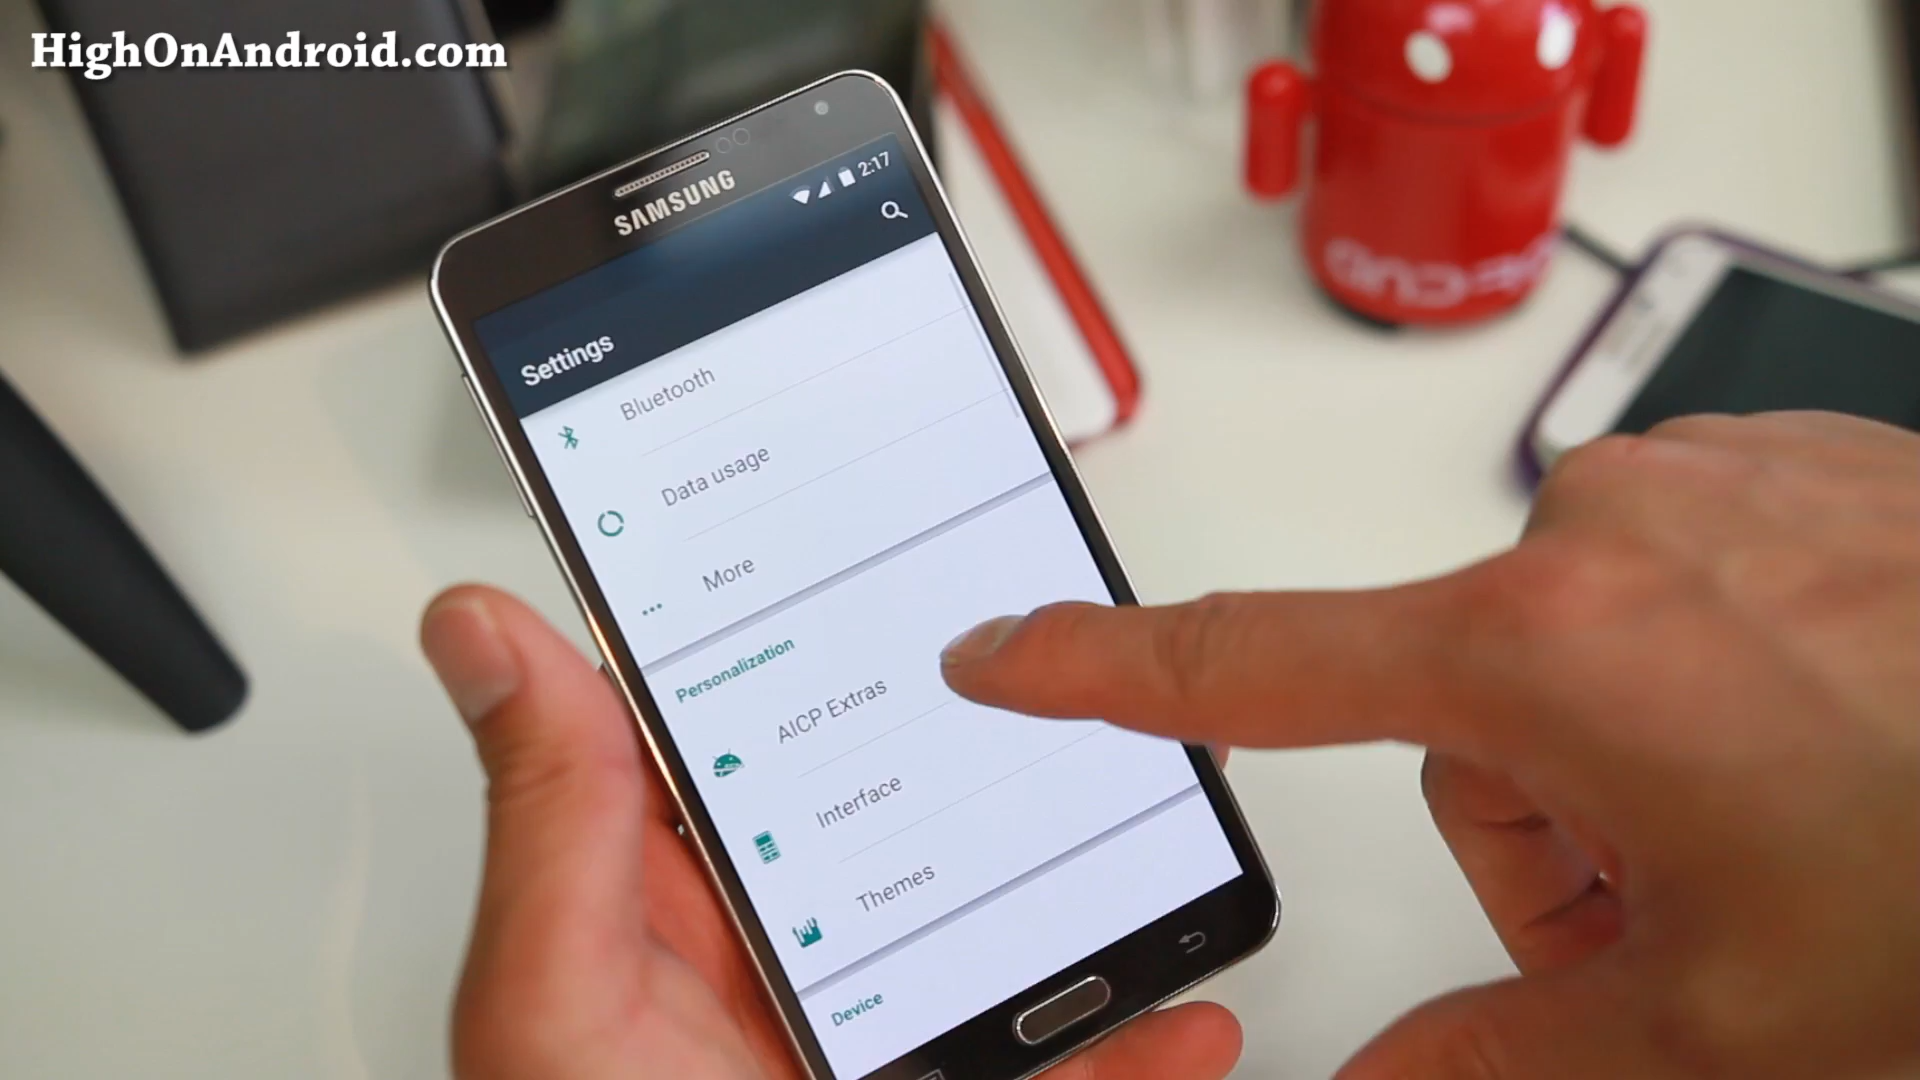 HighOnAndroid.com
SAMSUNG
2:17
Settings
Bluetooth
Data usage
More
Personalization
AICP Extras
Interface
Themes
Device